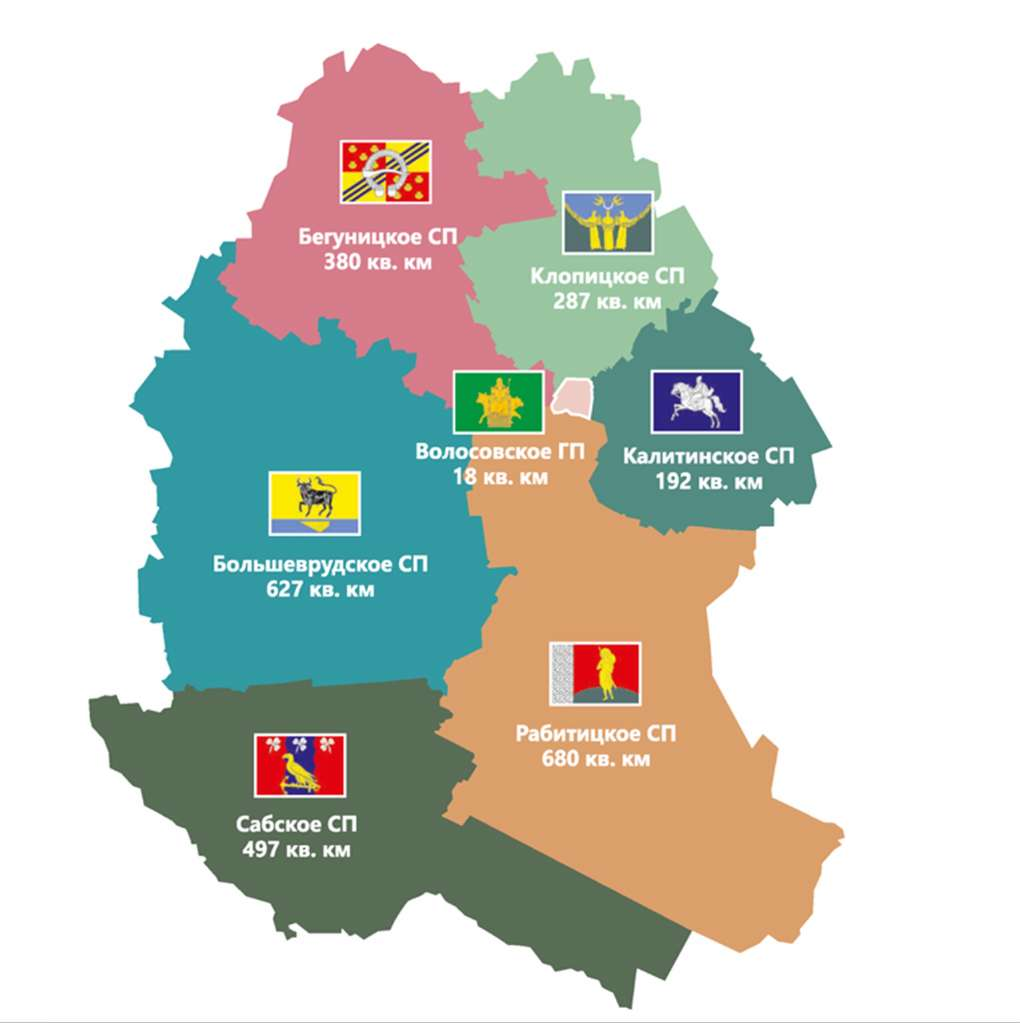 Бегуницкое СП
380 кв. км
Клопицкое СП
287 кв. км
Волосовское ГП
18 кв. км
Калитинское СП
192 кв. км
Большеврудское СП
627 кв. км
Рабитицкое СП
680 кв. км
Сабское СП
497 кв. км